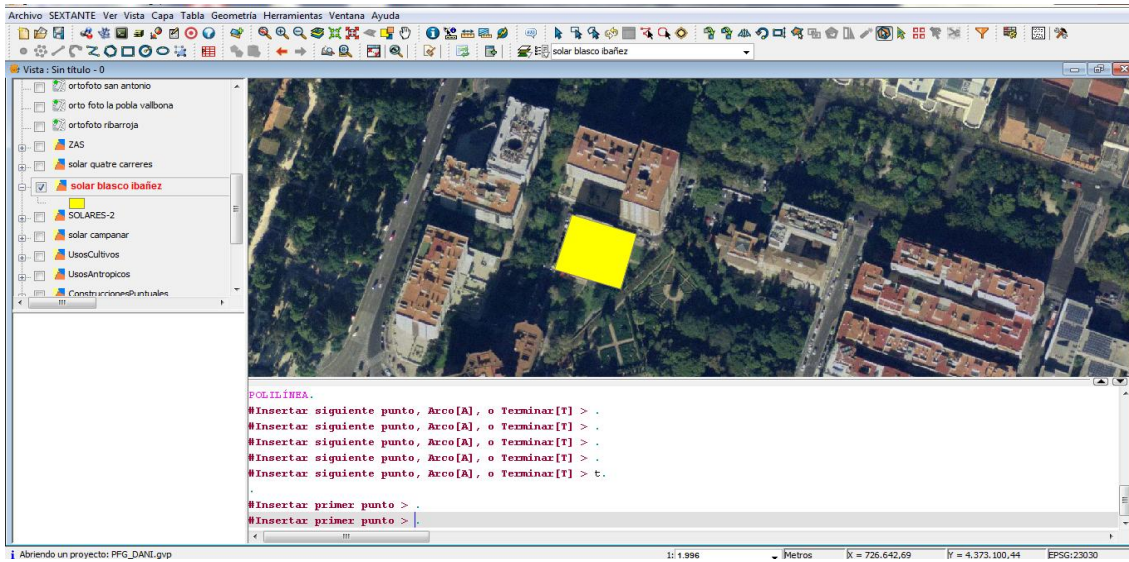 Archivo SEXTANTE Ver Vista Capa Tabla Geometría Herramientas Ventana Ayuda
solar blasco ibañez
Vista : Sin título - 0
ortofoto san antonio
orto foto la pobla vallbona
ortofoto ribarroja
ZAS
solar quatre carreres
solar blasco ibañez
SOLARES-2
solar campanar
UsosCultivos
UsosAntropicos
ConstruccionesPuntuales
POLILÍNEA.
#Insertar siguiente punto, Arco[A], o Terminar[T] > .
#Insertar siguiente punto, Arco[A], o Terminar[T] > .
#Insertar siguiente punto, Arco[A], o Terminar[T] > .
#Insertar siguiente punto, Arco[A], o Terminar[T] > .
#Insertar siguiente punto, Arco[A], o Terminar[T] > t.
.
#Insertar primer punto > .
#Insertar primer punto > .
Abriendo un proyecto: PFG_DANI.gvp 1: 1.996 Metros X = 726.642,69 Y = 4.373.100,44 EPSG:23030